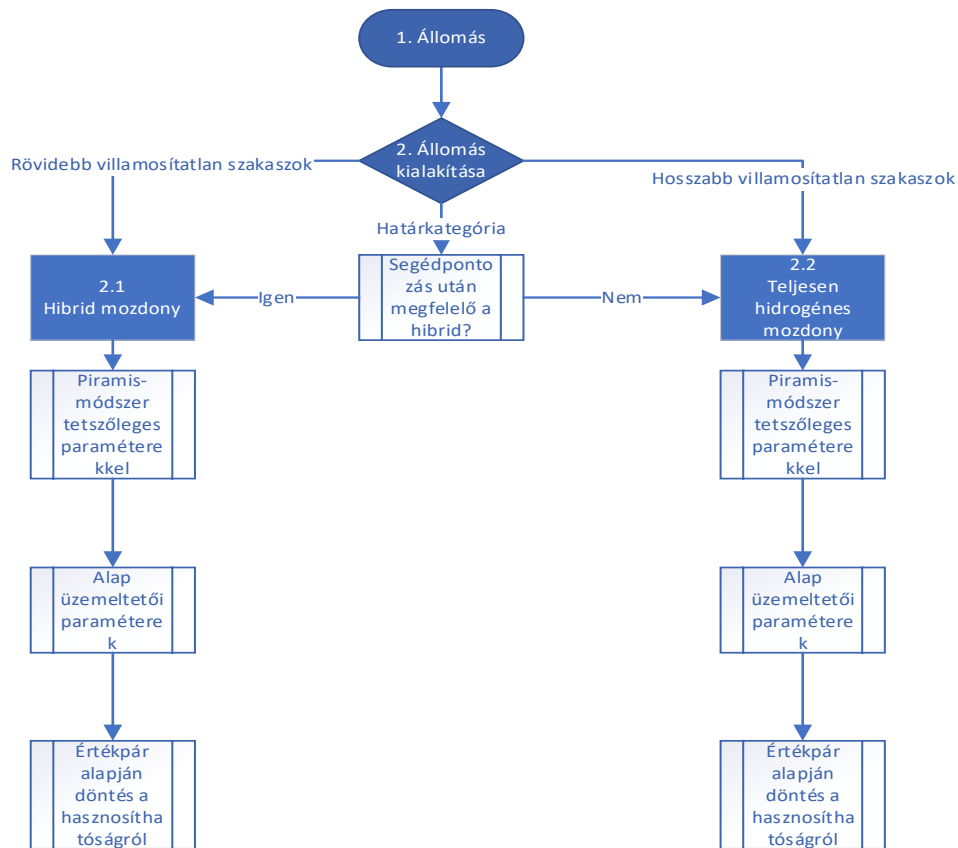 1. Állomás
2. Állomás
kialakítása
Rövidebb villamosítatlan szakaszok
Hosszabb villamosítatlan szakaszok
Határkategória
2.1
Hibrid mozdony
Igen
Segédponto
zás után
megfelelő a
hibrid?
Nem
2.2
Teljesen
hidrogénes
mozdony
Piramis-
módszer
tetszőleges
paramétere
kkel
Piramis-
módszer
tetszőleges
paramétere
kkel
Alap
üzemeltetői
paramétere
k
Alap
üzemeltetői
paramétere
k
Értékpár
alapján
döntés a
hasznosítha
tóságról
Értékpár
alapján
döntés a
hasznosítha
tóságról